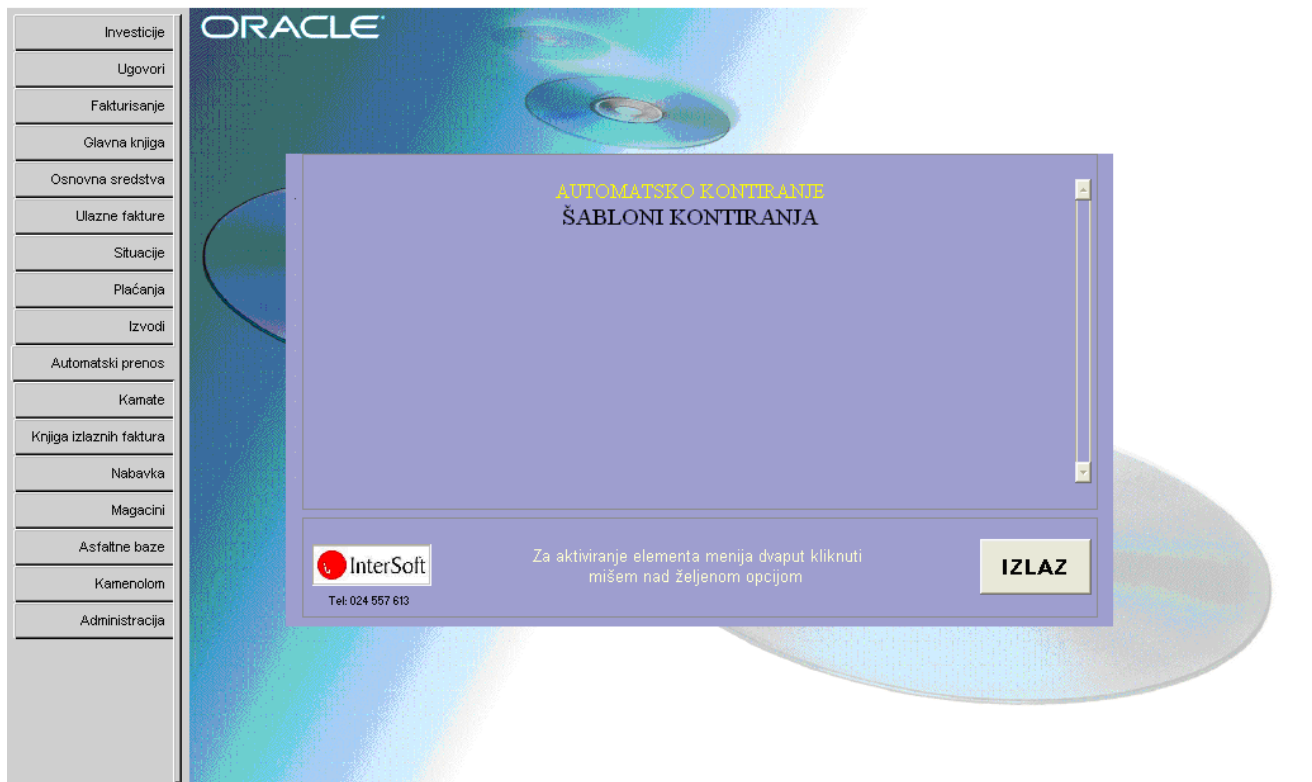 Investicije
Ugovori
Fakturisanje
Glavna knjiga
Osnovna sredstva
Ulazne fakture
Situacije
Plaćanja
Izvodi
Automatski prenos
Kamate
Knjiga izlaznih faktura
Nabavka
Magacini
Asfaltne baze
Kamenolom
Administracija
ORACLE
AUTOMATSKO KONTIRANJE
ŠABLONI KONTIRANJA
InterSoft
Tel: 024 557 613
Za aktiviranje elementa menija dvaput kliknuti
mišem nad željenom opcijom
IZLAZ